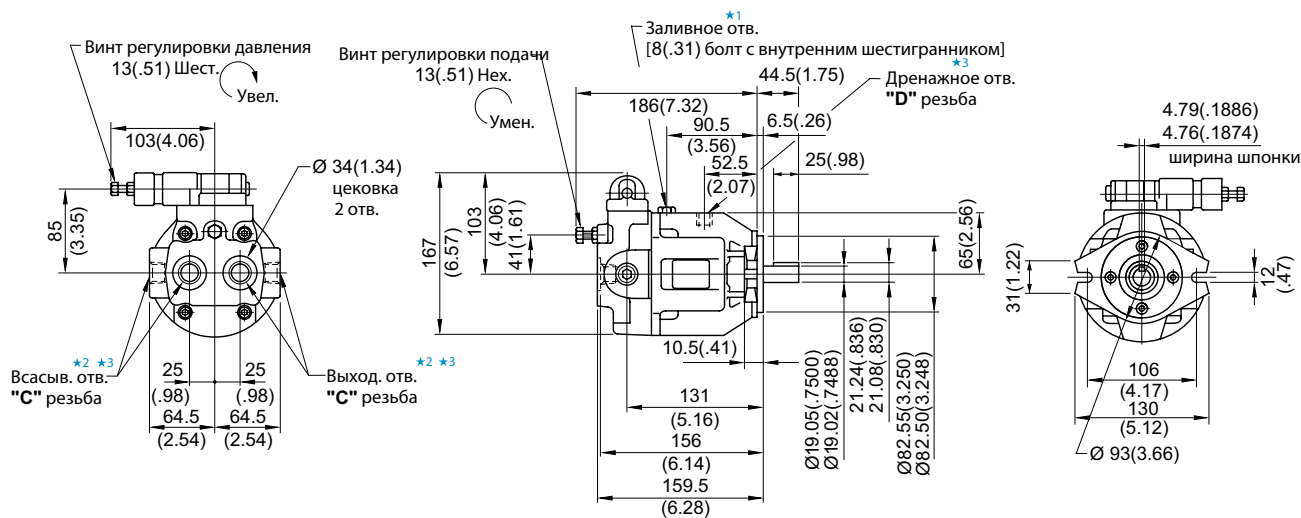 Винт регулировки давления
13(.51) Шест.
Увел.
103(4.06)
Ø 34(1.34)
цековка
2 отв.
85
(3.35)
★2 ★3
Всасыв. отв.
"C" резьба
★2 ★3
Выход. отв.
"C" резьба
25
(.98)
25
(.98)
64.5
(2.54)
64.5
(2.54)
★1
Заливное отв.
[8(.31) болт с внутренним шестигранником]
Винт регулировки подачи
13(.51) Hex.
Умен.
44.5(1.75)
★3
Дренажное отв.
"D" резьба
186(7.32)
90.5
(3.56)
6.5(.26)
52.5
(2.07)
25(.98)
167
(6.57)
103
(4.06)
41(1.61)
65(2.56)
10.5(.41)
131
(5.16)
156
(6.14)
159.5
(6.28)
Ø19.05(.7500)
Ø19.02(.7488)
21.24(.836)
21.08(.830)
Ø82.55(3.250)
Ø82.50(3.248)
4.79(.1886)
4.76(.1874)
ширина шпонки
31(1.22)
12
(.47)
106
(4.17)
130
(5.12)
Ø 93(3.66)